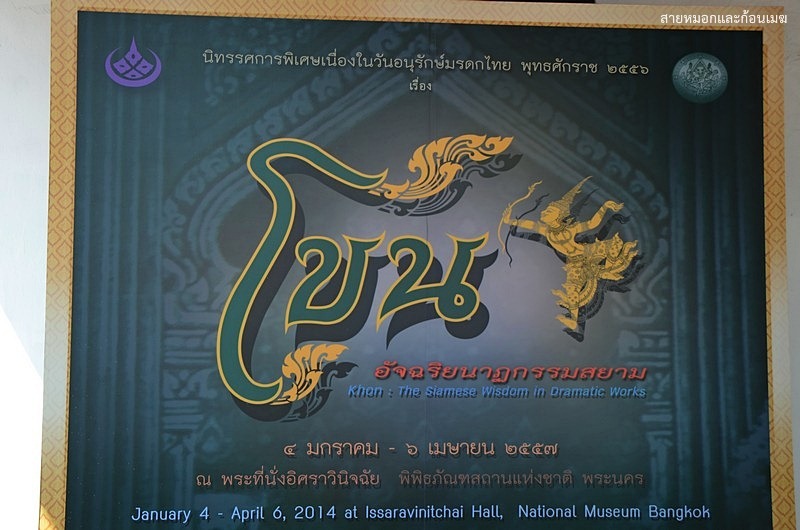 สายหมอกและก้อนเมฆ
นิทรรศการพิเศษเนื่องในวันอนุรักษ์มรดกไทย พุทธศักราช ๒๕๕๖
เรื่อง
โขน
อัจฉริยนาฏกรรมสยาม
Khon : The Siamese Wisdom in Dramatic Works
๔ มกราคม - ๖ เมษายน ๒๕๕๗
ณ พระที่นั่งอิศราวินิจฉัย พิพิธภัณฑสถานแห่งชาติ พระนคร
January 4 - April 6, 2014 at Issaravinitchai Hall, National Museum Bangkok